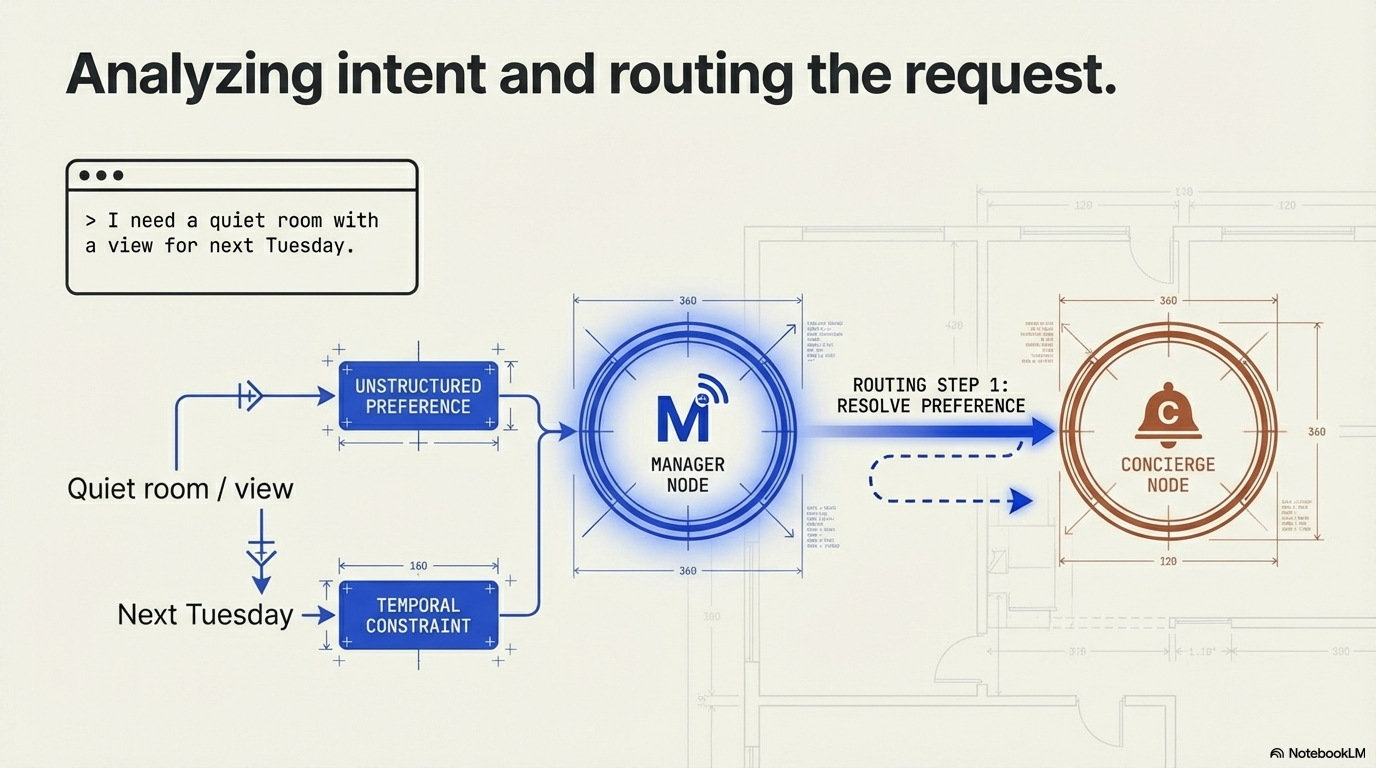 Analyzing intent and routing the request.
> I need a quiet room with
a view for next Tuesday.
UNSTRUCTURED
PREFERENCE
Quiet room / view
Next Tuesday
160
TEMPORAL
CONSTRAINT
360
M
MANAGER
NODE
360
ROUTING STEP 1:
RESOLVE PREFERENCE
360
C
CONCIERGE
NODE
360
120
120
120
120
420
300
300
NotebookLM